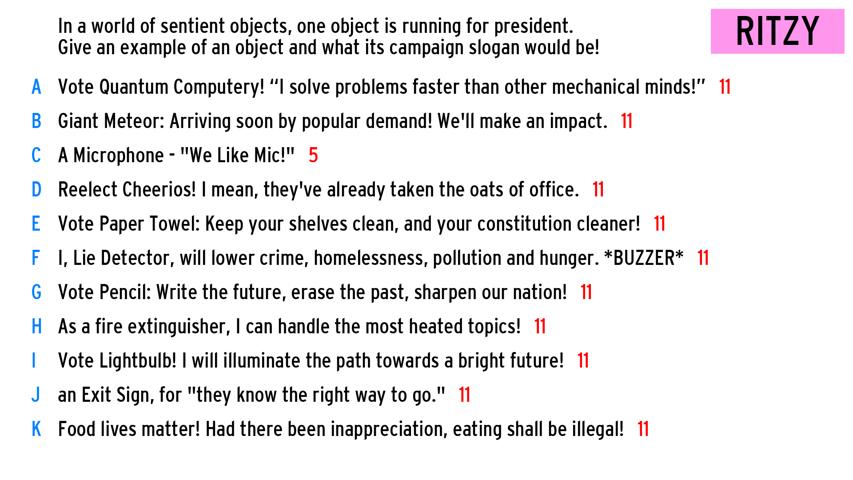 In a world of sentient objects, one object is running for president.
Give an example of an object and what its campaign slogan would be!
RITZY
A Vote Quantum Computery! “I solve problems faster than other mechanical minds!” 11
B Giant Meteor: Arriving soon by popular demand! We'll make an impact. 11
C A Microphone - "We Like Mic!" 5
D Reelect Cheerios! I mean, they've already taken the oats of office. 11
E Vote Paper Towel: Keep your shelves clean, and your constitution cleaner! 11
F I, Lie Detector, will lower crime, homelessness, pollution and hunger. *BUZZER* 11
G Vote Pencil: Write the future, erase the past, sharpen our nation! 11
H As a fire extinguisher, I can handle the most heated topics! 11
I Vote Lightbulb! I will illuminate the path towards a bright future! 11
J an Exit Sign, for "they know the right way to go." 11
K Food lives matter! Had there been inappreciation, eating shall be illegal! 11